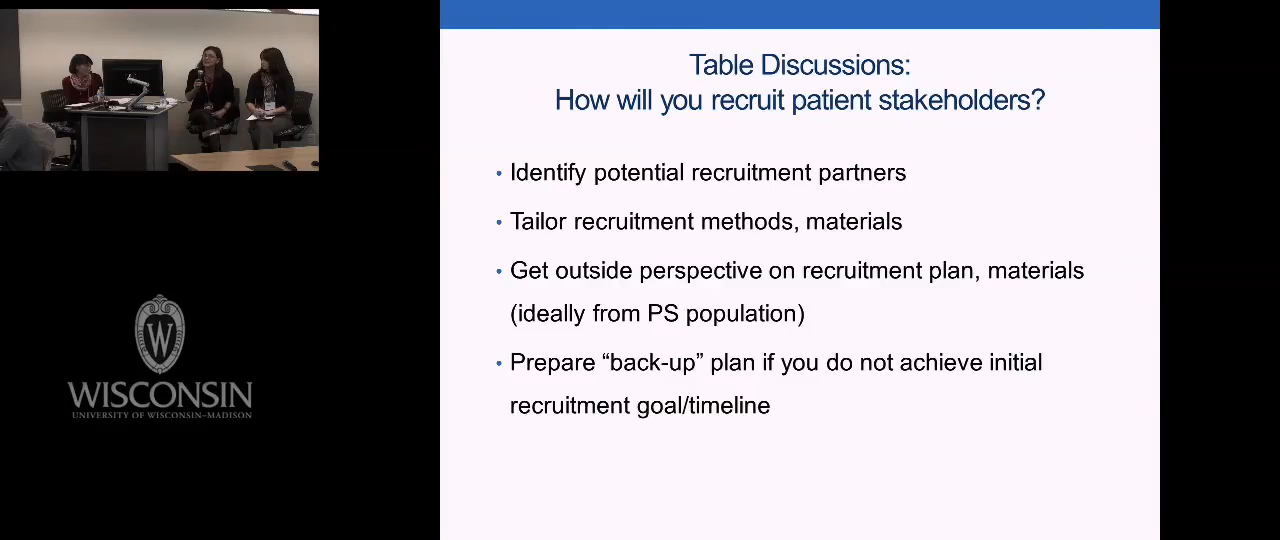 Table Discussions:
How will you recruit patient stakeholders?
• Identify potential recruitment partners
• Tailor recruitment methods, materials
• Get outside perspective on recruitment plan, materials
(ideally from PS population)
• Prepare “back-up” plan if you do not achieve initial
recruitment goal/timeline
W
WISCONSIN
UNIVERSITY OF WISCONSIN–MADISON